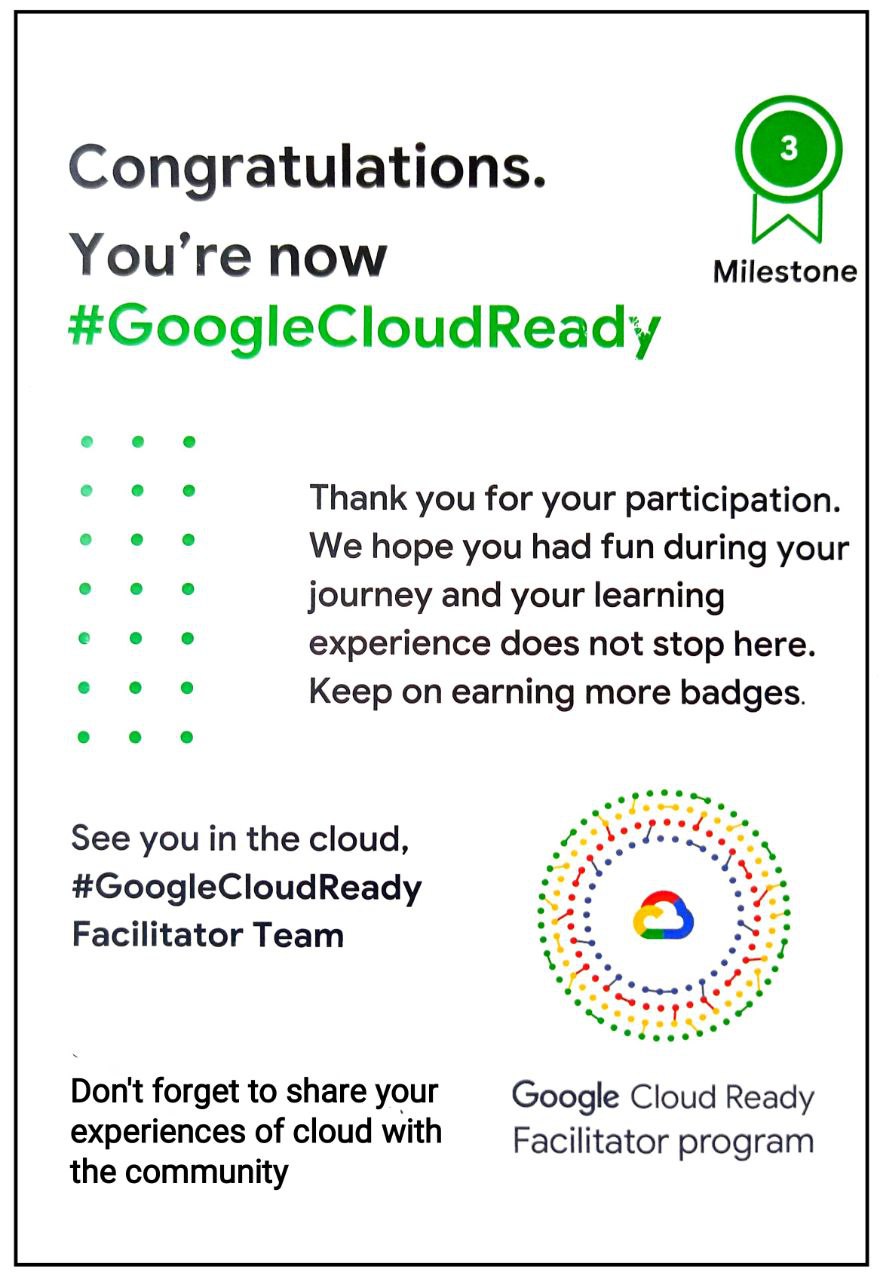 Congratulations.
You're now
#GoogleCloudReady
3
Milestone
Thank you for your participation.
We hope you had fun during your
journey and your learning
experience does not stop here.
Keep on earning more badges.
See you in the cloud,
#GoogleCloudReady
Facilitator Team
Don't forget to share your
experiences of cloud with
the community
Google Cloud Ready
Facilitator program